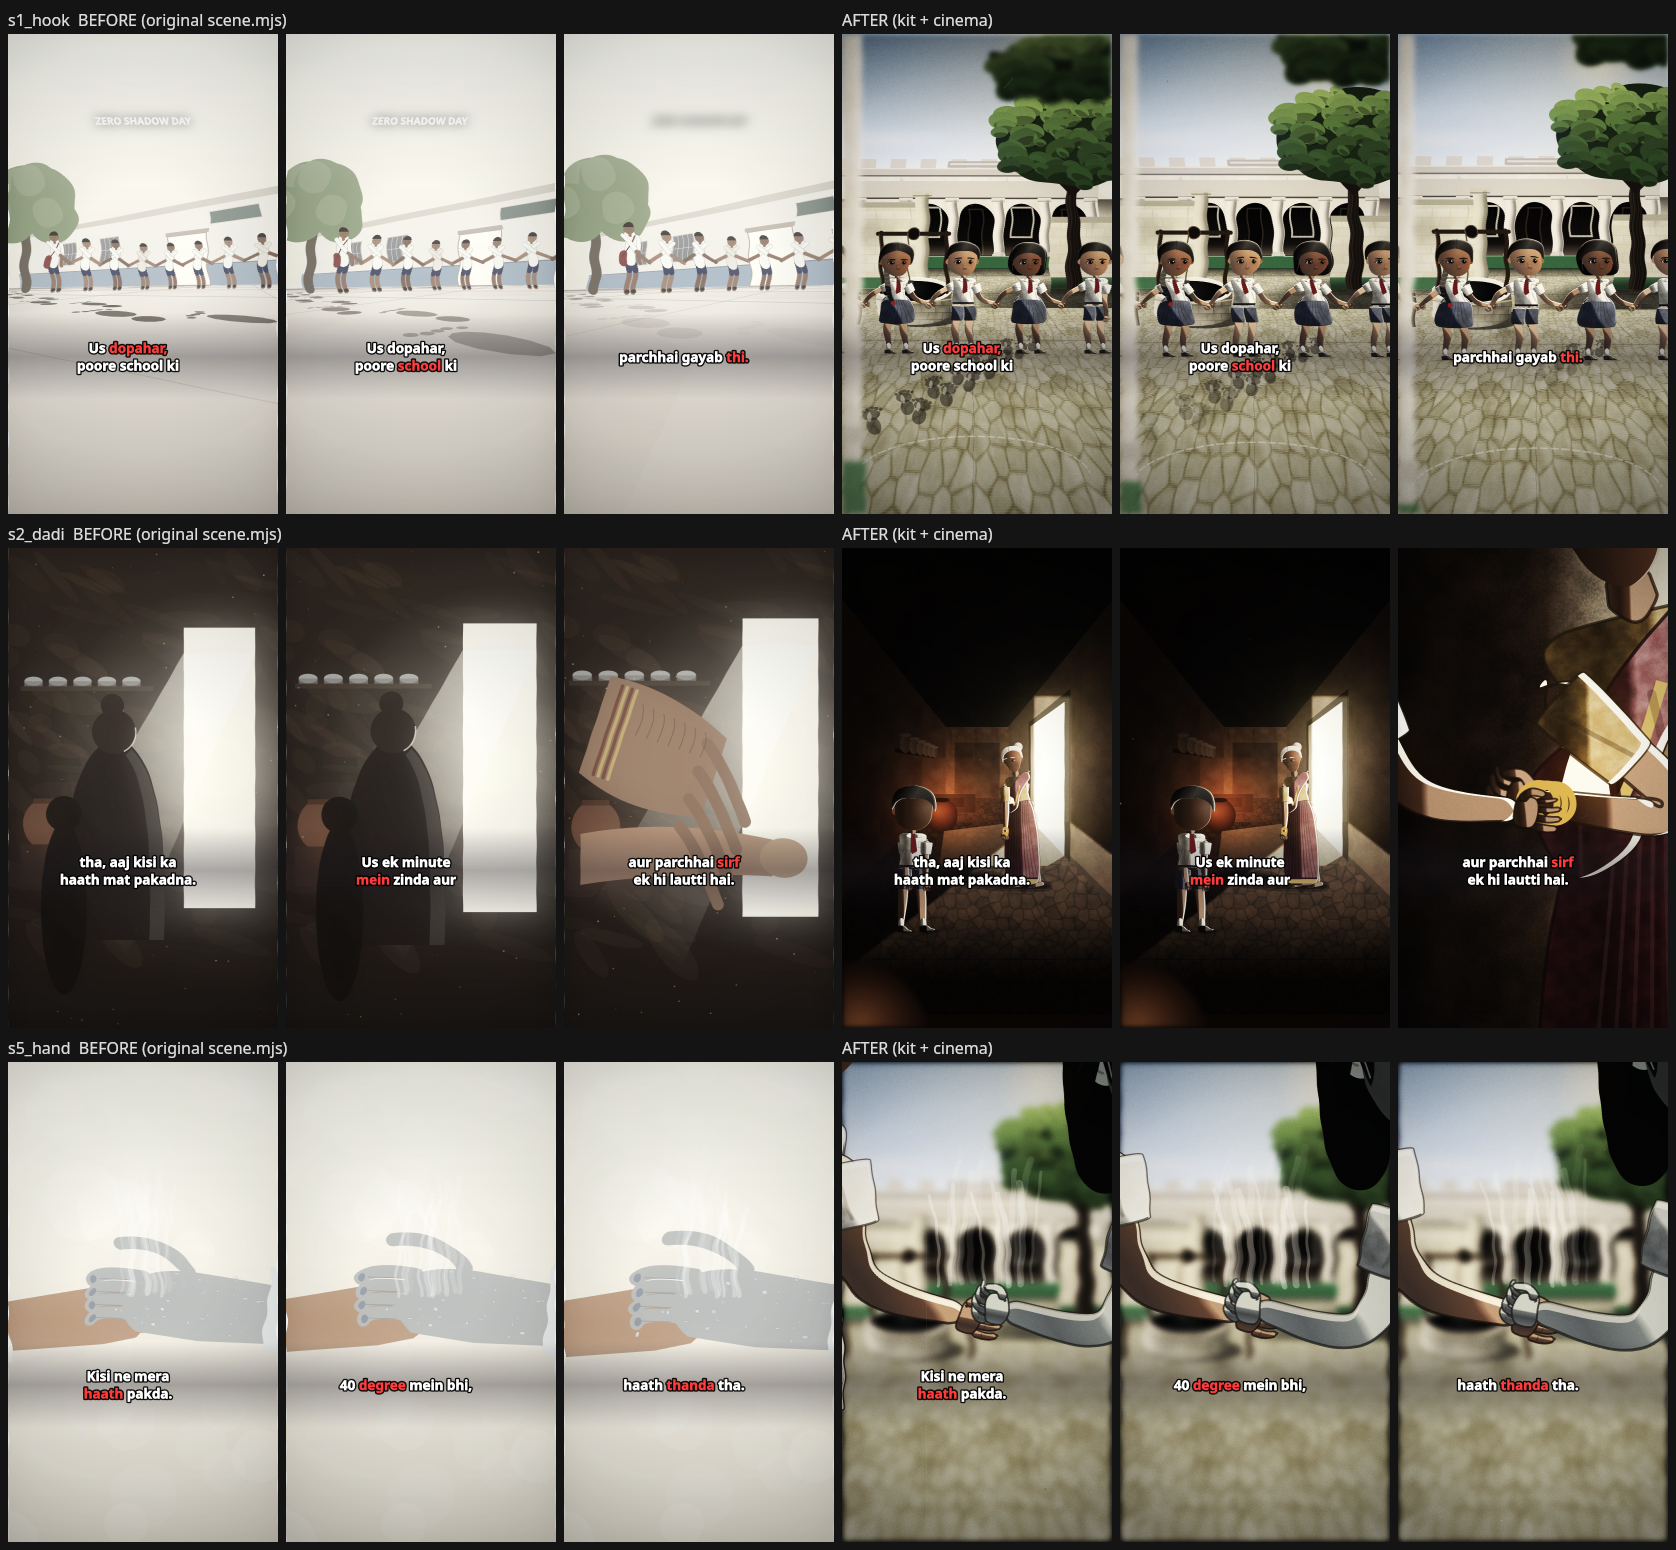 s1_hook BEFORE (original scene.mjs)
AFTER (kit + cinema)
ZERO SHADOW DAY
ZERO SHADOW DAY
Us dopahar,
poore school ki
Us dopahar,
poore school ki
parchhai gayab thi.
Us dopahar,
poore school ki
Us dopahar,
poore school ki
parchhai gayab thi.
s2_dadi BEFORE (original scene.mjs)
AFTER (kit + cinema)
tha, aaj kisi ka
haath mat pakadna.
Us ek minute
mein zinda aur
aur parchhai sirf
ek hi lautti hai.
tha, aaj kisi ka
haath mat pakadna.
Us ek minute
mein zinda aur
aur parchhai sirf
ek hi lautti hai.
s5_hand BEFORE (original scene.mjs)
AFTER (kit + cinema)
Kisi ne mera
haath pakda.
40 degree mein bhi,
haath thanda tha.
Kisi ne mera
haath pakda.
40 degree mein bhi,
haath thanda tha.